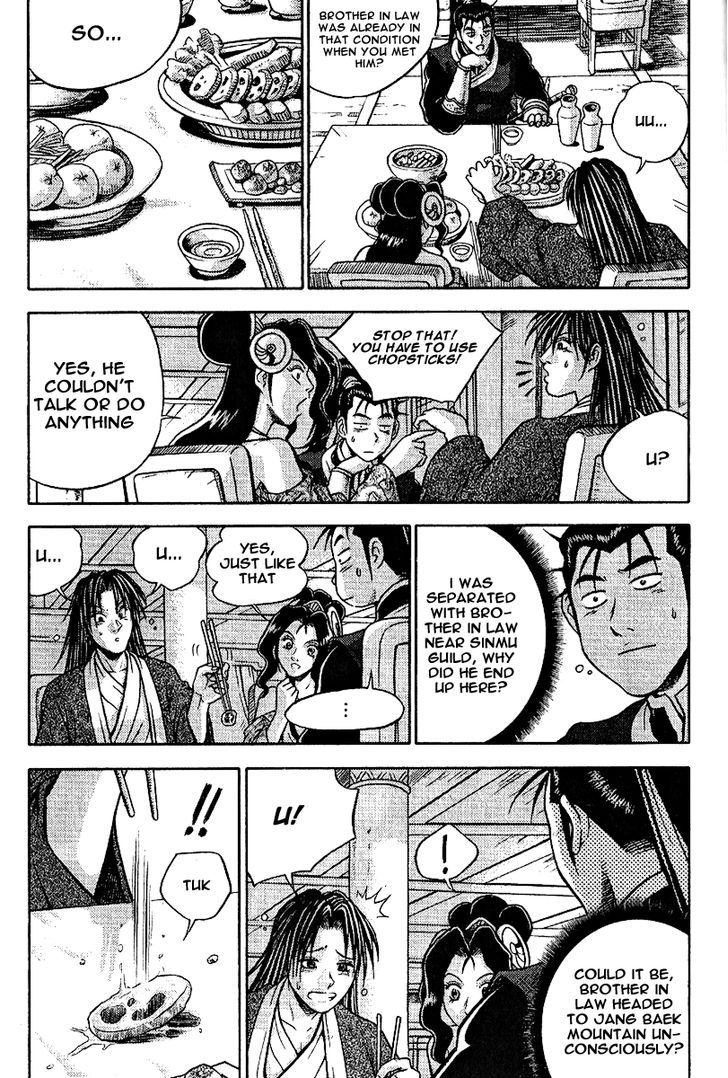 SO...
BROTHER IN LAW
WAS ALREADY IN
THAT CONDITION
WHEN YOU MET
HIM?
UU...
YES, HE
COULDN'T
TALK OR DO
ANYTHING
STOP THAT!
YOU HAVE TO USE
CHOPSTICKS!
U?
U...
U...
YES,
JUST LIKE
THAT
...
I WAS
SEPARATED
WITH BRO-
THER IN LAW
NEAR SINMU
GUILD, WHY
DID HE END
UP HERE?
!!
TUK
U!
!
COULD IT BE,
BROTHER IN
LAW HEADED
TO JANG BAEK
MOUNTAIN UN-
CONSCIOUSLY?